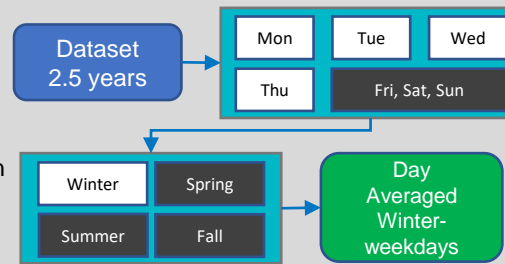 Dataset
2.5 years
Mon
Tue
Wed
Thu
Fri, Sat, Sun
Winter
Spring
Summer
Fall
Day
Averaged
Winter-
weekdays